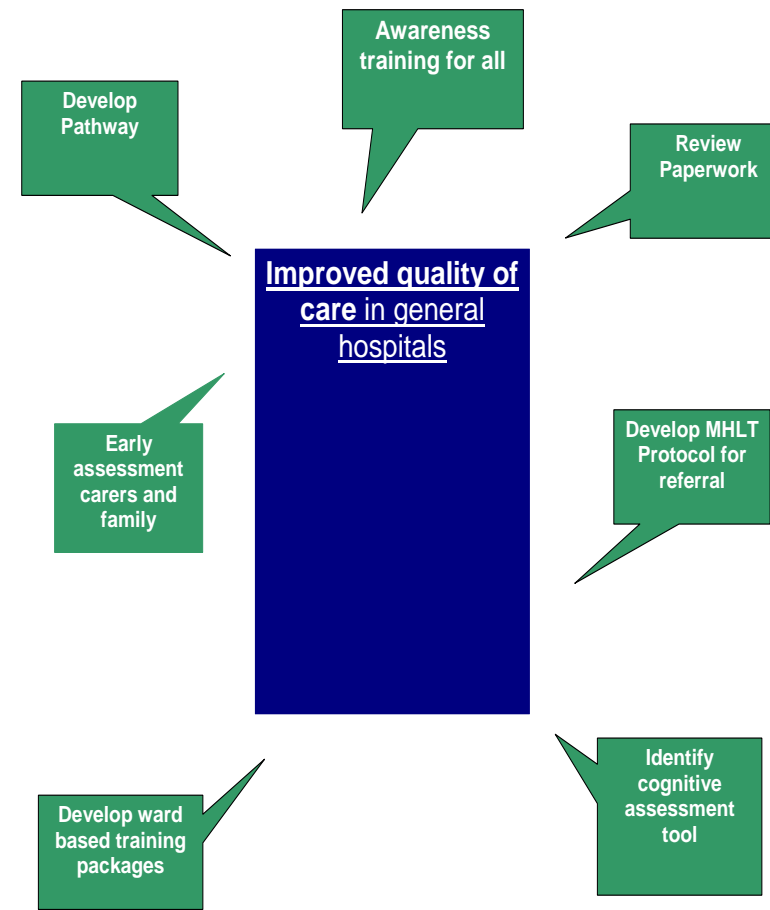 Awareness
training for all
Develop
Pathway
Review
Paperwork
Improved quality of
care in general
hospitals
Early
assessment
carers and
family
Develop MHLT
Protocol for
referral
Develop ward
based training
packages
Identify
cognitive
assessment
tool